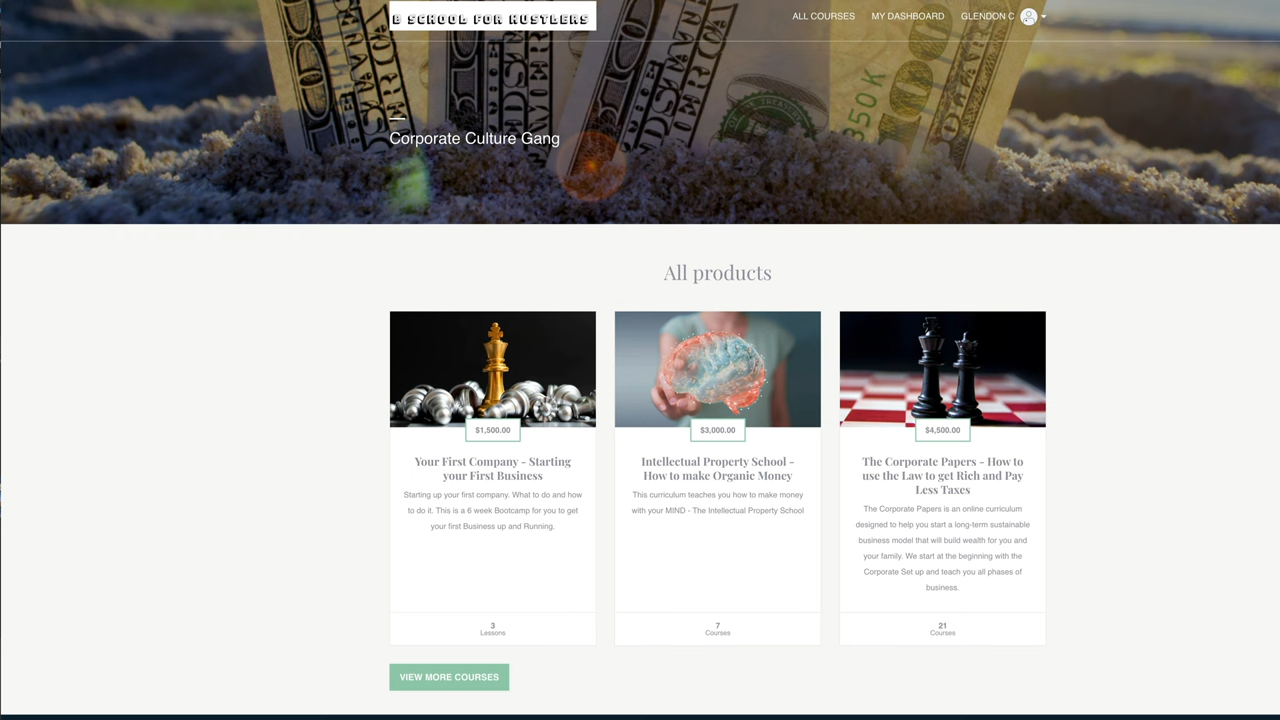 B SCHOOL FOR HUSTLERS
ALL COURSES MY DASHBOARD GLENDON C
Corporate Culture Gang
350K
All products
$1,500.00
Your First Company - Starting
your First Business
Starting up your first company. What to do and how
to do it. This is a 6 week Bootcamp for you to get
your first Business up and Running.
3
Lessons
$3,000.00
Intellectual Property School -
How to make Organic Money
This curriculum teaches you how to make money
with your MIND - The Intellectual Property School
7
Courses
$4,500.00
The Corporate Papers - How to
use the Law to get Rich and Pay
Less Taxes
The Corporate Papers is an online curriculum
designed to help you start a long-term sustainable
business model that will build wealth for you and
your family. We start at the beginning with the
Corporate Set up and teach you all phases of
business.
21
Courses
VIEW MORE COURSES